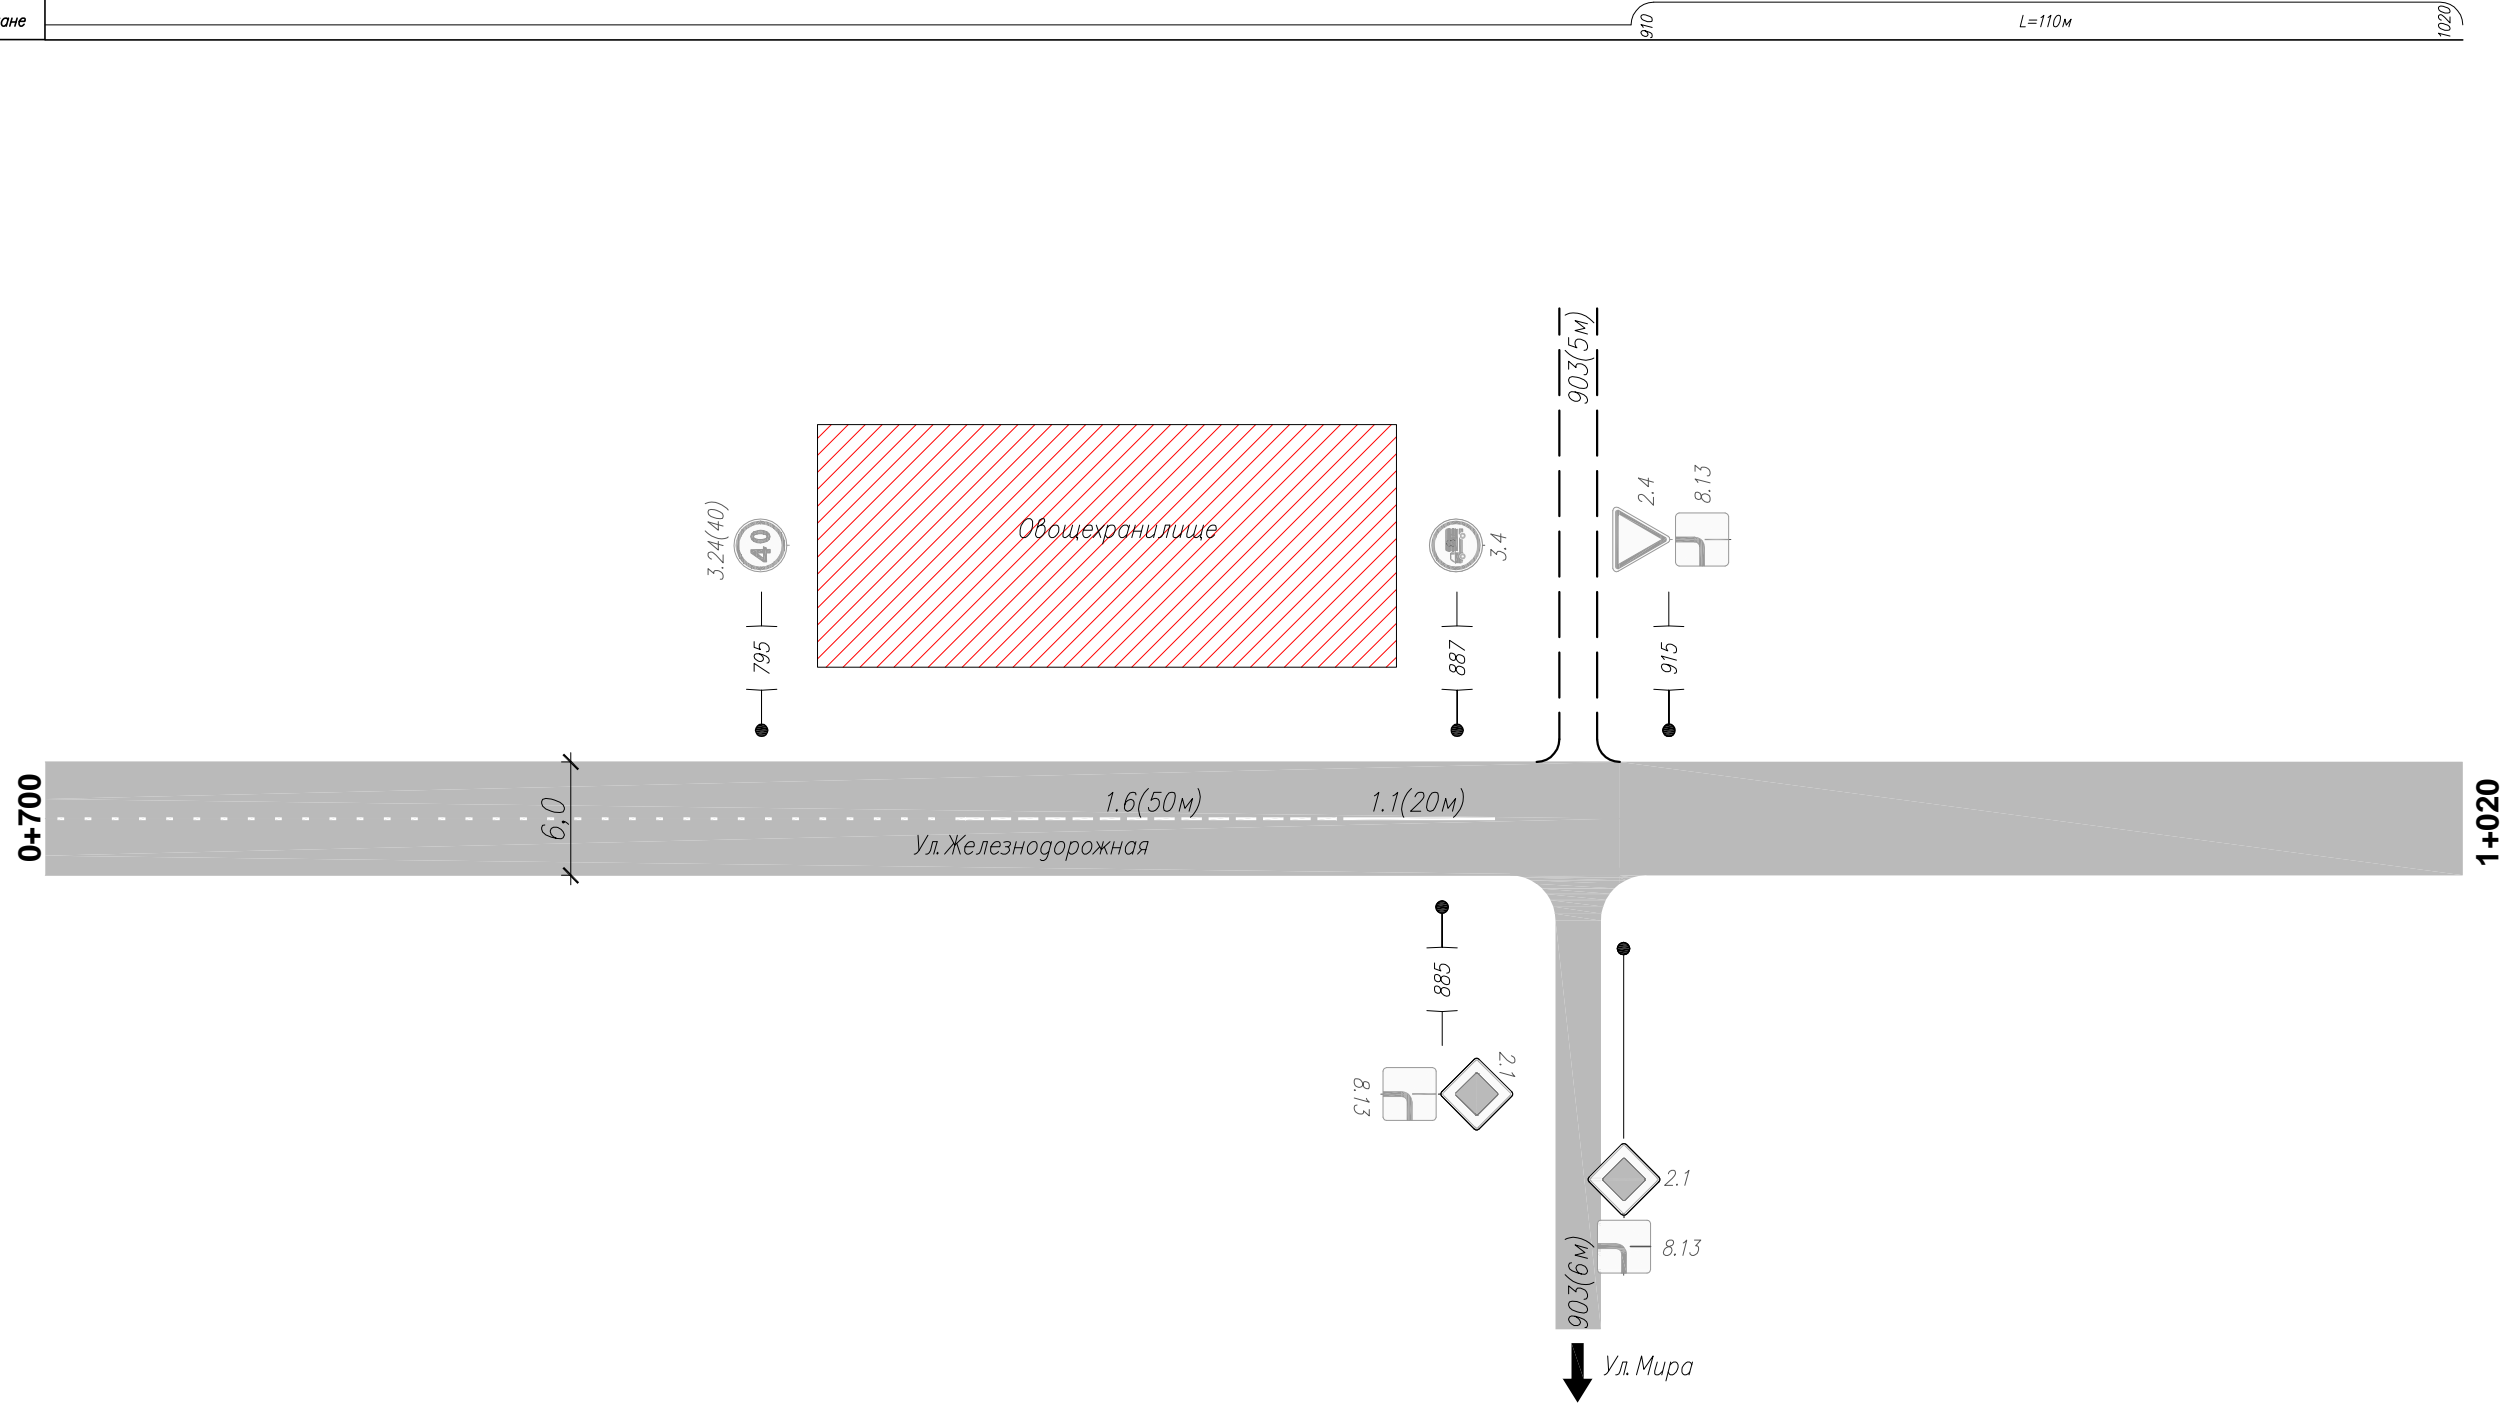 ане
910
L=110м
1020
903(5м)
3.24(40)
40
Овощехранилище
3.4
2.4
8.13
795
887
915
0+700
6,0
1.6(50м)
1.1(20м)
Ул.Железнодорожная
1+020
885
2.1
8.13
2.1
8.13
903(6м)
Ул.Мира